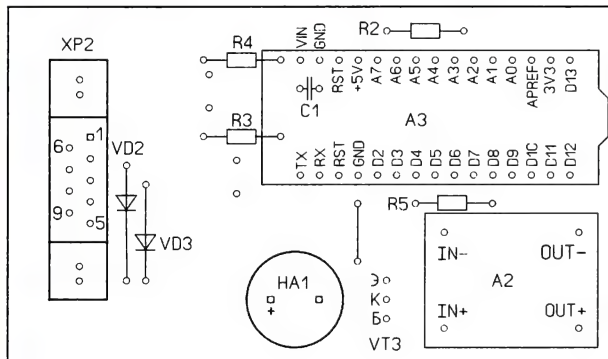 XP2
R4
VIN
GND
R2
RST
+5V
A7
A6
A5
A4
A3
A2
A1
A0
APREF
3V3
D13
C1
A3
1
6
VD2
R3
TX
RX
RST
GND
D2
D3
D4
D5
D6
D7
D8
D9
D10
D11
D12
9
5
VD3
R5
IN-
OUT-
A2
HA1
+
Э
К
Б
VT3
IN+
OUT+